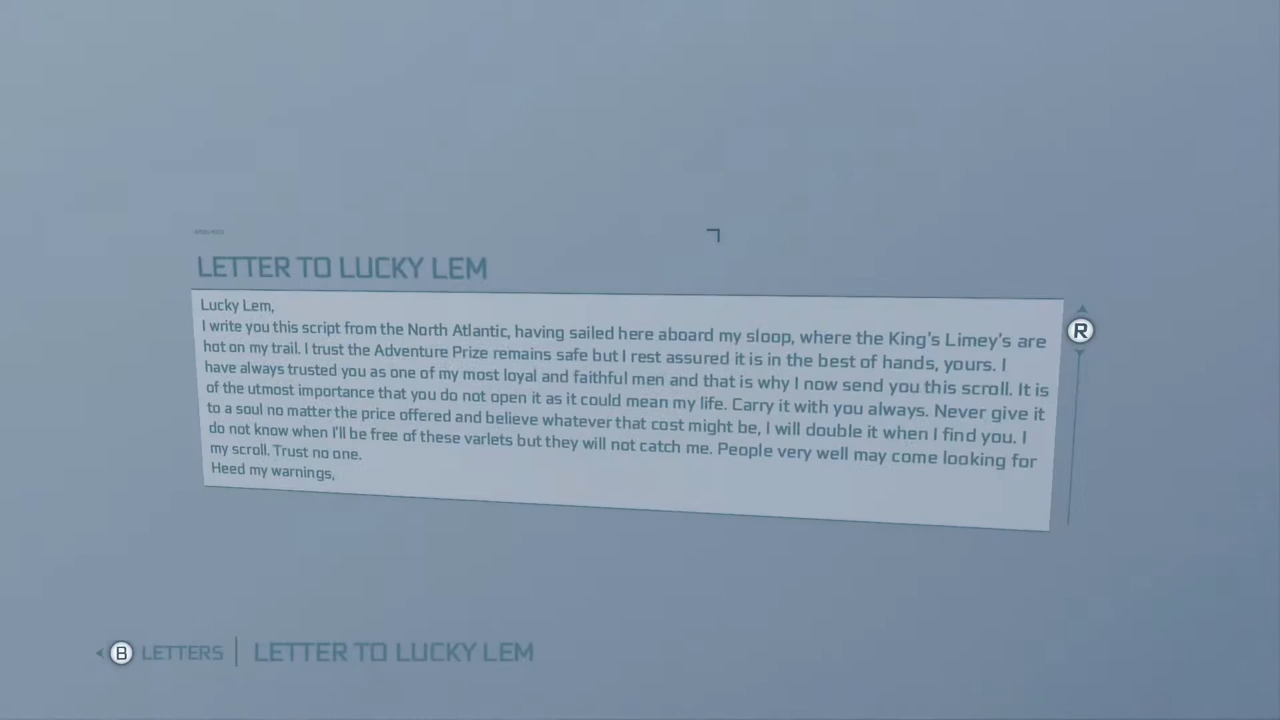 LETTER TO LUCKY LEM
Lucky Lem,
I write you this script from the North Atlantic, having sailed here aboard my sloop, where the King's Limey's are
hot on my trail. I trust the Adventure Prize remains safe but I rest assured it is in the best of hands, yours. I
have always trusted you as one of my most loyal and faithful men and that is why I now send you this scroll. It is
of the utmost importance that you do not open it as it could mean my life. Carry it with you always. Never give it
to a soul no matter the price offered and believe whatever that cost might be, I will double it when I find you. I
do not know when I'll be free of these varlets but they will not catch me. People very well may come looking for
my scroll. Trust no one.
Heed my warnings,
R
B LETTERS | LETTER TO LUCKY LEM